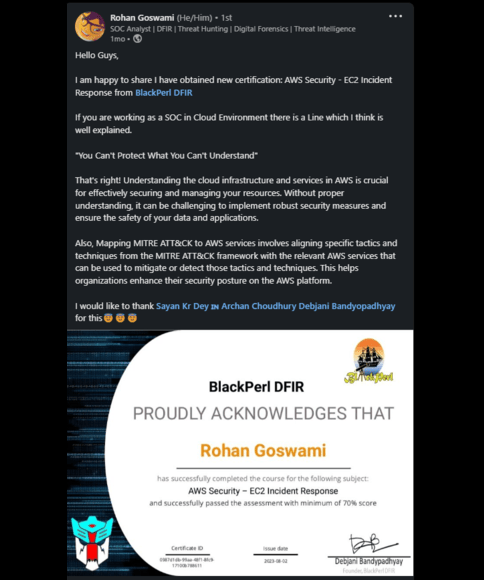 Rohan Goswami (He/Him) • 1st
SOC Analyst | DFIR | Threat Hunting | Digital Forensics | Threat Intelligence
1mo •
Hello Guys,
I am happy to share I have obtained new certification: AWS Security - EC2 Incident
Response from BlackPerl DFIR
If you are working as a SOC in Cloud Environment there is a Line which I think is
well explained.
"You Can't Protect What You Can't Understand"
That's right! Understanding the cloud infrastructure and services in AWS is crucial
for effectively securing and managing your resources. Without proper
understanding, it can be challenging to implement robust security measures and
ensure the safety of your data and applications.
Also, Mapping MITRE ATT&CK to AWS services involves aligning specific tactics and
techniques from the MITRE ATT&CK framework with the relevant AWS services that
can be used to mitigate or detect those tactics and techniques. This helps
organizations enhance their security posture on the AWS platform.
I would like to thank Sayan Kr Dey ɪɴ Archan Choudhury Debjani Bandyopadhyay
for this
BlackPerl
BlackPerl DFIR
PROUDLY ACKNOWLEDGES THAT
Rohan Goswami
has successfully completed the course for the following subject:
AWS Security – EC2 Incident Response
and successfully passed the assessment with minimum of 70% score
Certificate ID
Issue date
2023-08-02
Debjani Bandypadhyay
Founder, BlackPerl DFIR